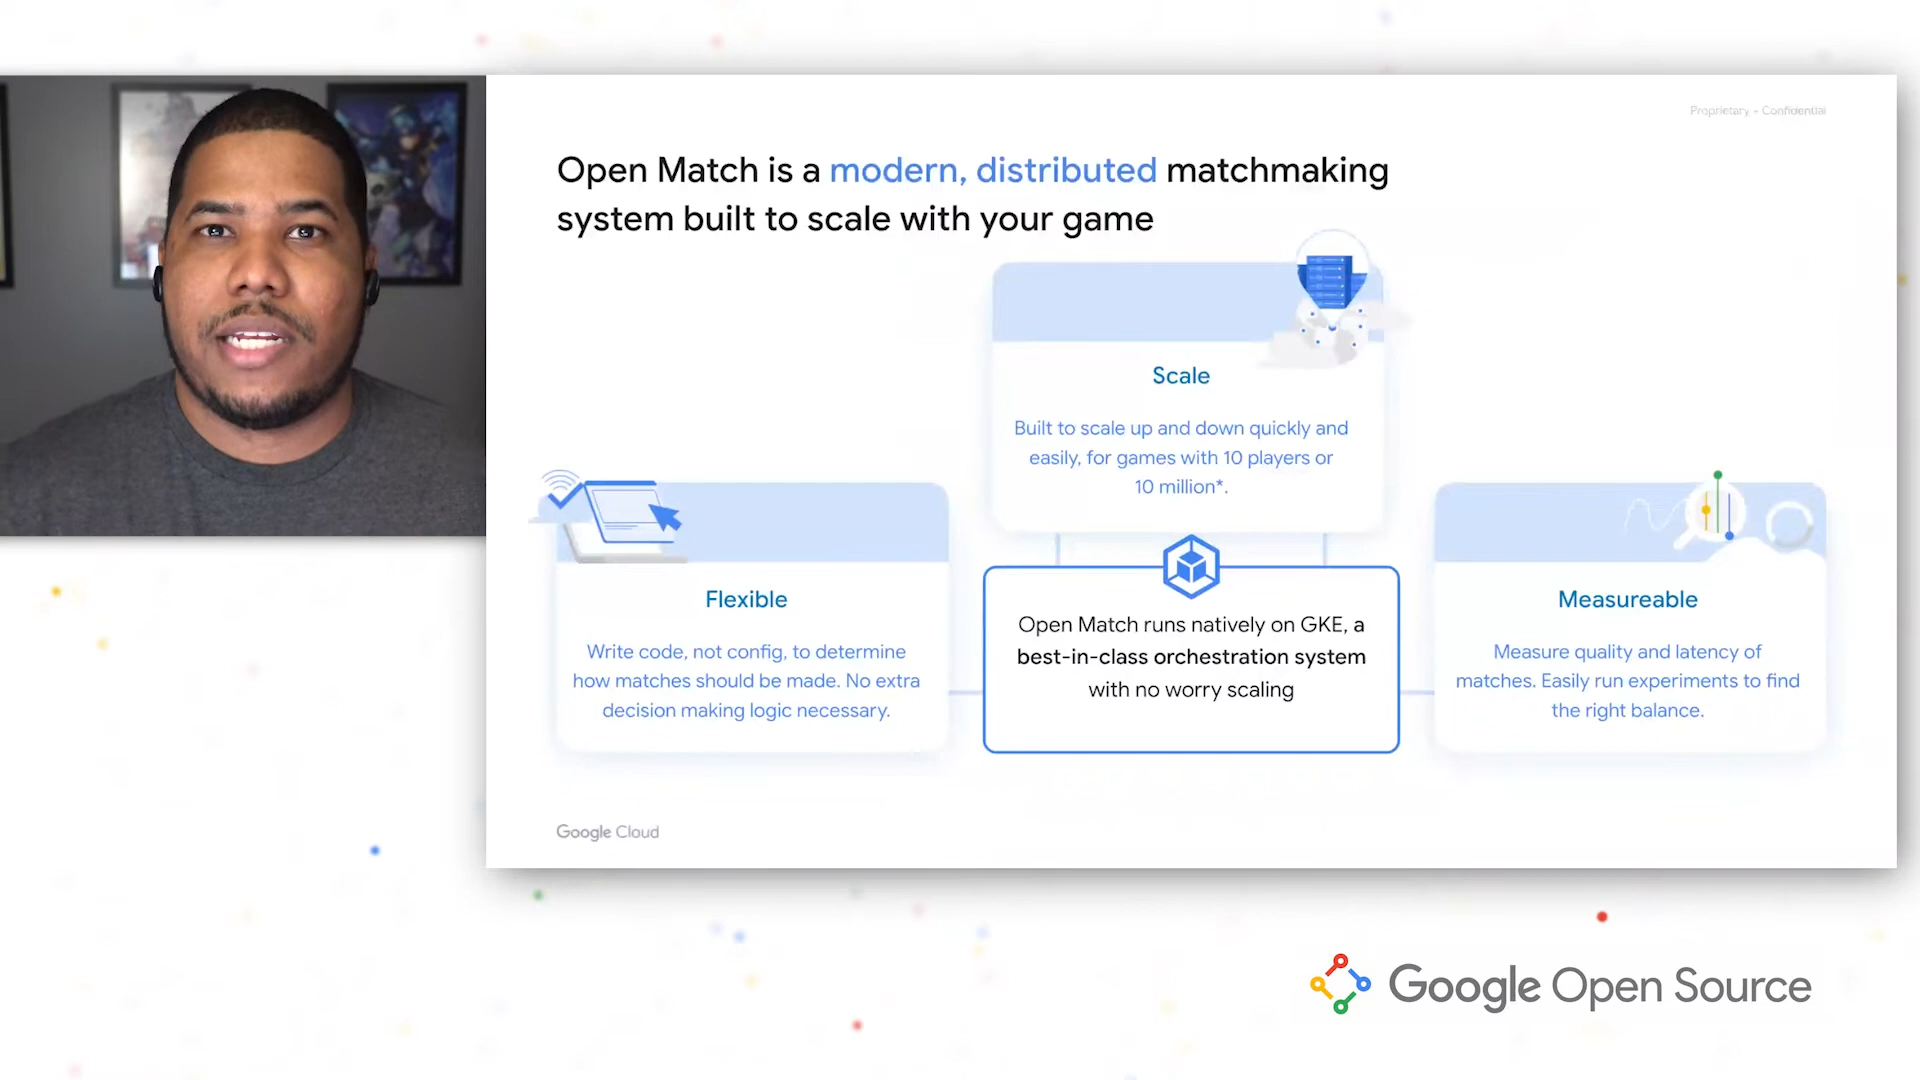 Proprietary + Confidential
Open Match is a modern, distributed matchmaking
system built to scale with your game
Scale
Built to scale up and down quickly and
easily, for games with 10 players or
10 million*.
Flexible
Write code, not config, to determine
how matches should be made. No extra
decision making logic necessary.
Open Match runs natively on GKE, a
best-in-class orchestration system
with no worry scaling
Measureable
Measure quality and latency of
matches. Easily run experiments to find
the right balance.
Google Cloud
Google Open Source